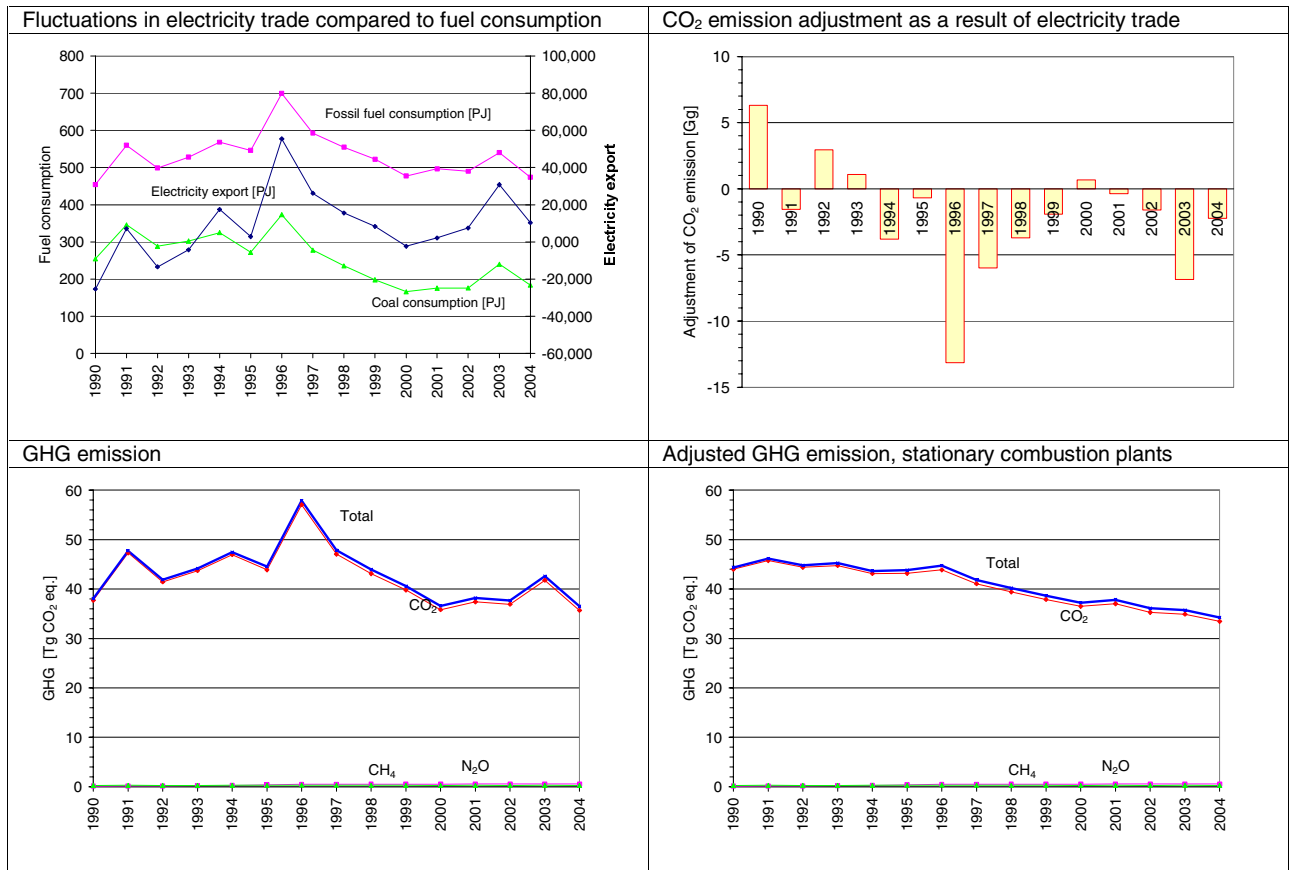 Fluctuations in electricity trade compared to fuel consumption
800
700
600
500
400
300
200
100
0
Fuel consumption
100,000
80,000
60,000
40,000
20,000
0,000
-20,000
-40,000
-60,000
Electricity export
Fossil fuel consumption [PJ]
Electricity export [PJ]
Coal consumption [PJ]
1990 1991 1992 1993 1994 1995 1996 1997 1998 1999 2000 2001 2002 2003 2004
CO2 emission adjustment as a result of electricity trade
10
5
0
-5
-10
-15
Adjustment of CO2 emission [Gg]
1990 1991 1992 1993 1994 1995 1996 1997 1998 1999 2000 2001 2002 2003 2004
GHG emission
60
50
40
30
20
10
0
GHG [Tg CO2 eq.]
Total
CO2
CH4
N2O
1990 1991 1992 1993 1994 1995 1996 1997 1998 1999 2000 2001 2002 2003 2004
Adjusted GHG emission, stationary combustion plants
60
50
40
30
20
10
0
GHG [Tg CO2 eq.]
Total
CO2
CH4
N2O
1990 1991 1992 1993 1994 1995 1996 1997 1998 1999 2000 2001 2002 2003 2004